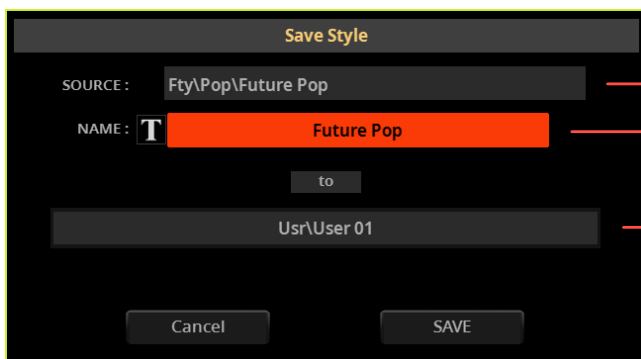 Save Style
SOURCE : Fty\Pop\Future Pop
NAME : T Future Pop
to
Usr\User 01
Cancel SAVE